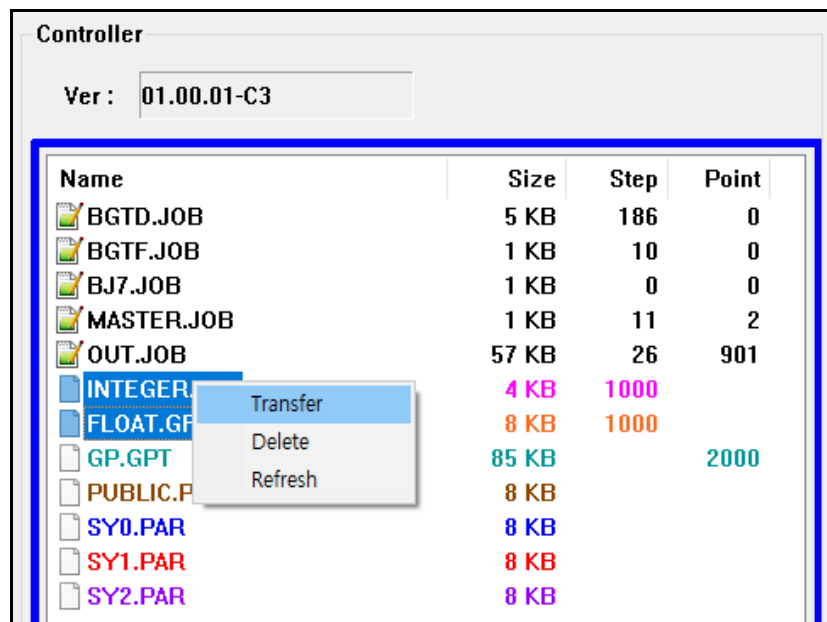 Controller
Ver : 01.00.01-C3
Name Size Step Point
BGTD.JOB 5 KB 186 0
BGTF.JOB 1 KB 10 0
BJ7.JOB 1 KB 0 0
MASTER.JOB 1 KB 11 2
OUT.JOB 57 KB 26 901
INTEGER. 4 KB 1000
Transfer
FLOAT.GP 8 KB 1000
Delete
GP.GPT 85 KB 2000
Refresh
PUBLIC.P 8 KB
SY0.PAR 8 KB
SY1.PAR 8 KB
SY2.PAR 8 KB